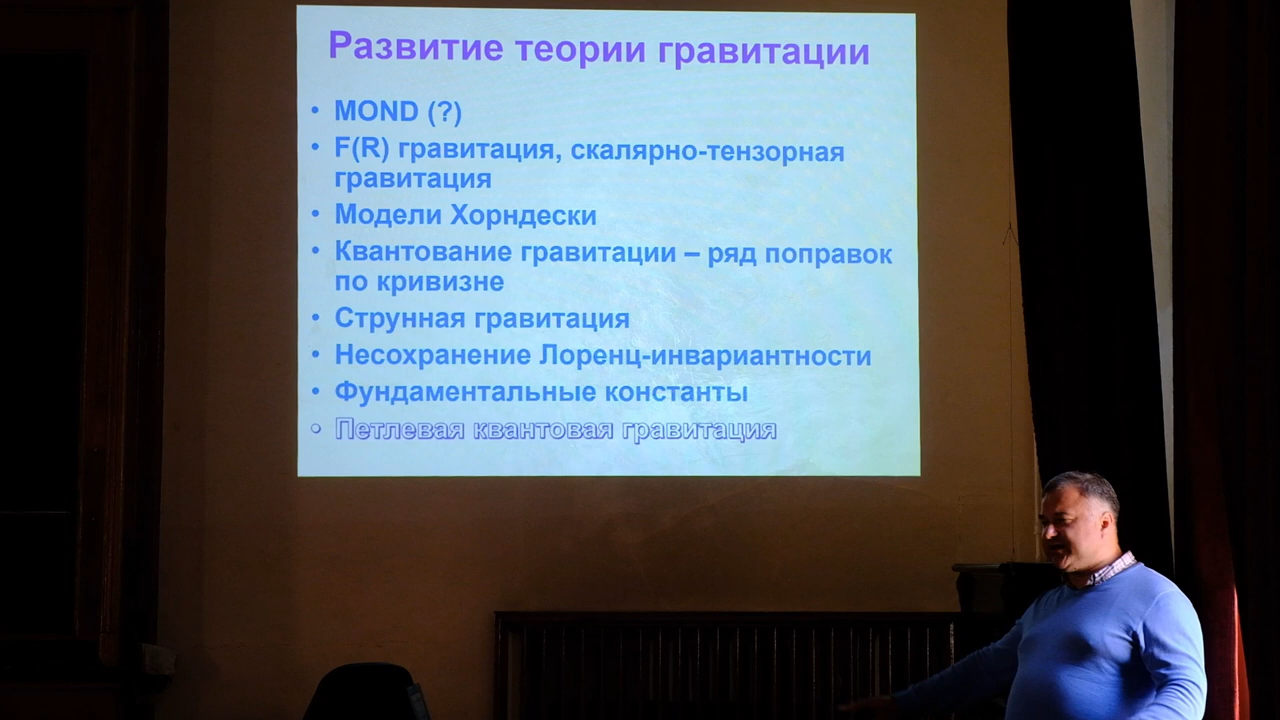 Развитие теории гравитации
• MOND (?)
• F(R) гравитация, скалярно-тензорная
гравитация
• Модели Хорндески
• Квантование гравитации – ряд поправок
по кривизне
• Струнная гравитация
• Несохранение Лоренц-инвариантности
• Фундаментальные константы
• Петлевая квантовая гравитация